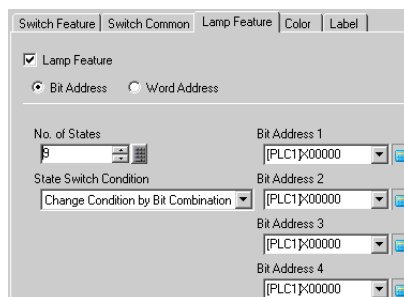 Switch Feature
Switch Common
Lamp Feature
Color
Label
Lamp Feature
Bit Address
Word Address
No. of States
9
State Switch Condition
Change Condition by Bit Combination
Bit Address 1
[PLC1]X00000
Bit Address 2
[PLC1]X00000
Bit Address 3
[PLC1]X00000
Bit Address 4
[PLC1]X00000